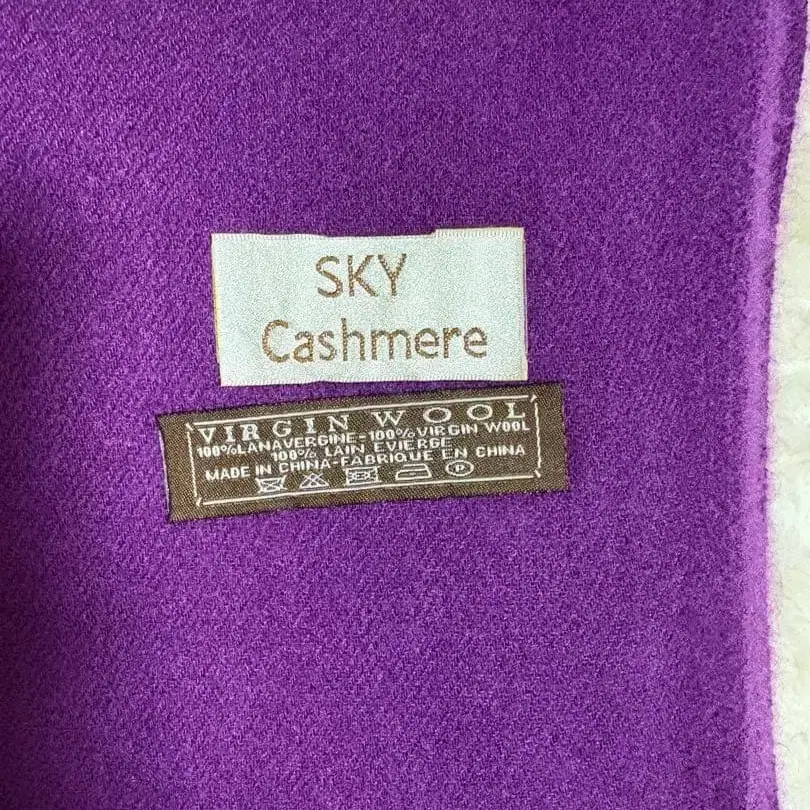 SKY
Cashmere
VIRGIN WOOL
100%LANAVERGINE-100%VIRGIN WOOL
100% LAIN EVIERGE
MADE IN CHINA-FABRIQUE EN CHINA
P